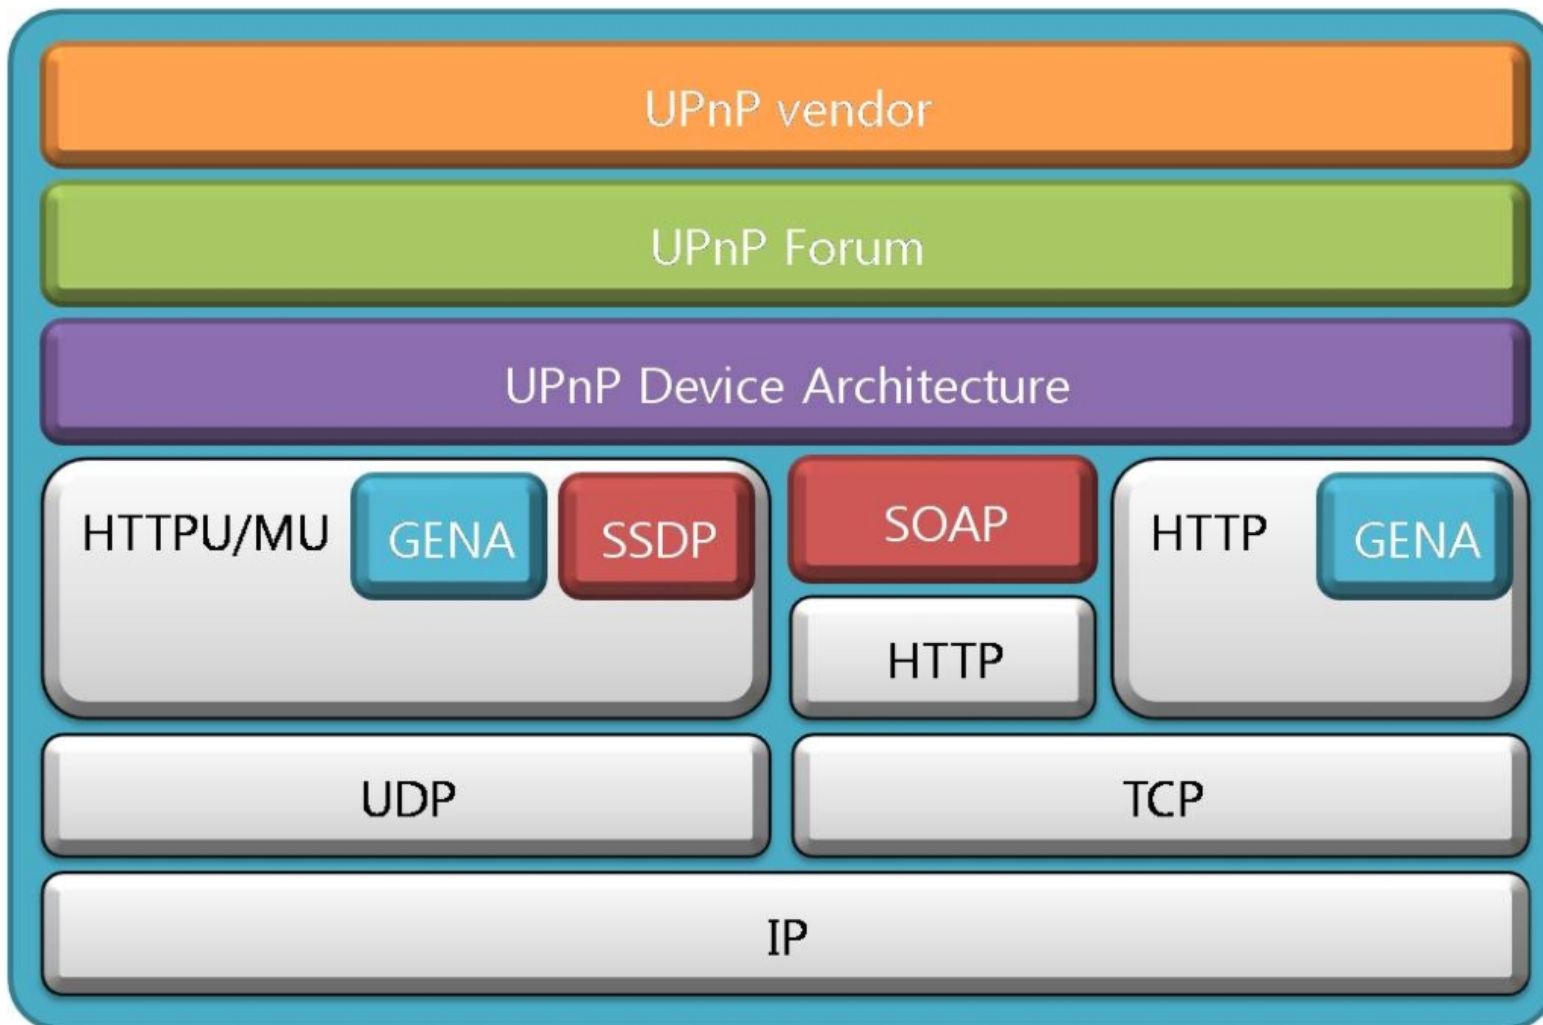 UPnP vendor
UPnP Forum
UPnP Device Architecture
HTTPU/MU
GENA
SSDP
SOAP
HTTP
HTTP
GENA
UDP
TCP
IP